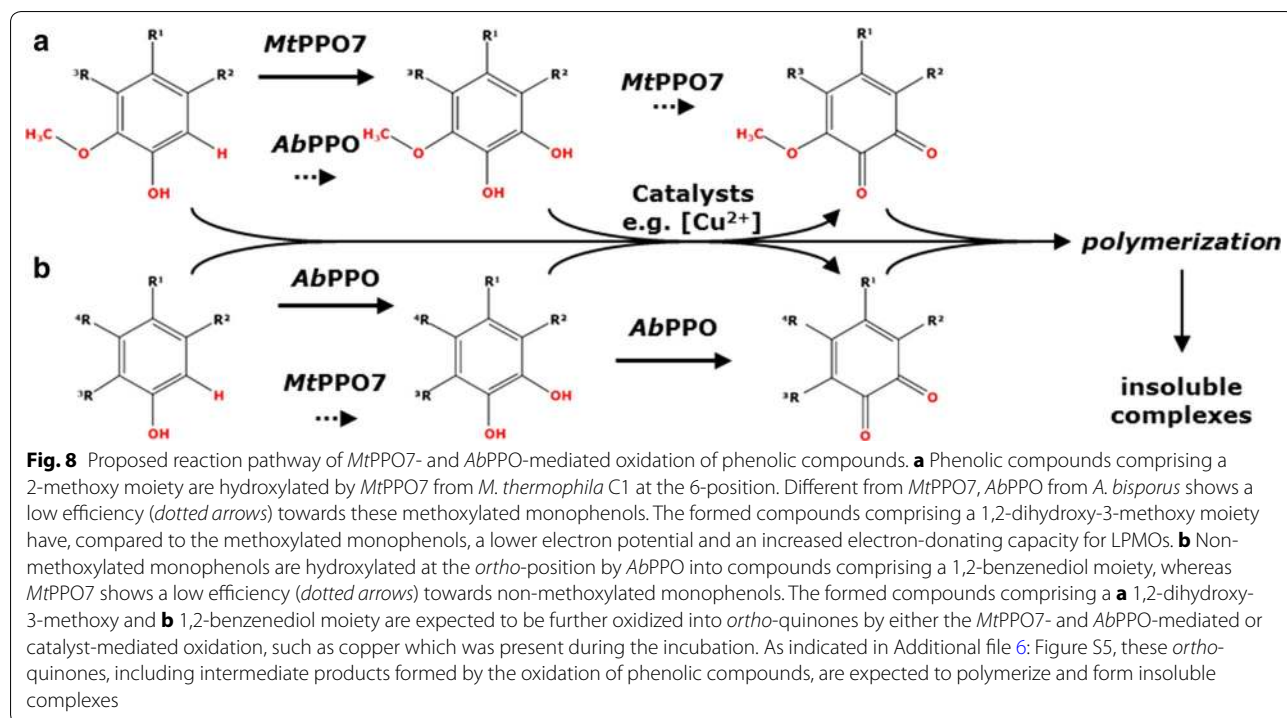 a
R¹
³R
R²
H₃C
O
H
OH
MtPPO7
AbPPO
R¹
³R
R²
H₃C
O
OH
OH
MtPPO7
R¹
R³
R²
H₃C
O
O
O
Catalysts
e.g. [Cu²⁺]
polymerization
insoluble
complexes
b
R¹
⁴R
R²
³R
H
OH
AbPPO
MtPPO7
R¹
⁴R
R²
³R
OH
OH
AbPPO
R¹
⁴R
R²
³R
O
O
Fig. 8 Proposed reaction pathway of MtPPO7- and AbPPO-mediated oxidation of phenolic compounds. a Phenolic compounds comprising a
2-methoxy moiety are hydroxylated by MtPPO7 from M. thermophila C1 at the 6-position. Different from MtPPO7, AbPPO from A. bisporus shows a
low efficiency (dotted arrows) towards these methoxylated monophenols. The formed compounds comprising a 1,2-dihydroxy-3-methoxy moiety
have, compared to the methoxylated monophenols, a lower electron potential and an increased electron-donating capacity for LPMOs. b Non-
methoxylated monophenols are hydroxylated at the ortho-position by AbPPO into compounds comprising a 1,2-benzenediol moiety, whereas
MtPPO7 shows a low efficiency (dotted arrows) towards non-methoxylated monophenols. The formed compounds comprising a a 1,2-dihydroxy-
3-methoxy and b 1,2-benzenediol moiety are expected to be further oxidized into ortho-quinones by either the MtPPO7- and AbPPO-mediated or
catalyst-mediated oxidation, such as copper which was present during the incubation. As indicated in Additional file 6: Figure S5, these ortho-
quinones, including intermediate products formed by the oxidation of phenolic compounds, are expected to polymerize and form insoluble
complexes